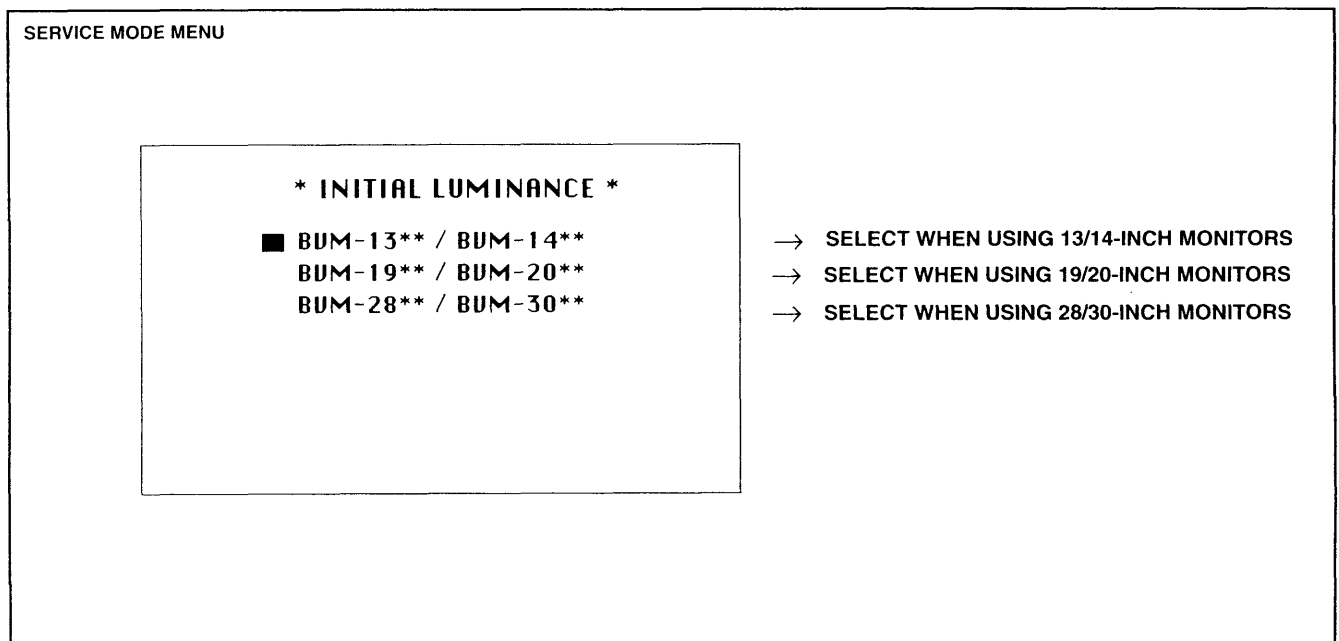 SERVICE MODE MENU
* INITIAL LUMINANCE *
BVM-13** / BVM-14** → SELECT WHEN USING 13/14-INCH MONITORS
BVM-19** / BVM-20** → SELECT WHEN USING 19/20-INCH MONITORS
BVM-28** / BVM-30** → SELECT WHEN USING 28/30-INCH MONITORS